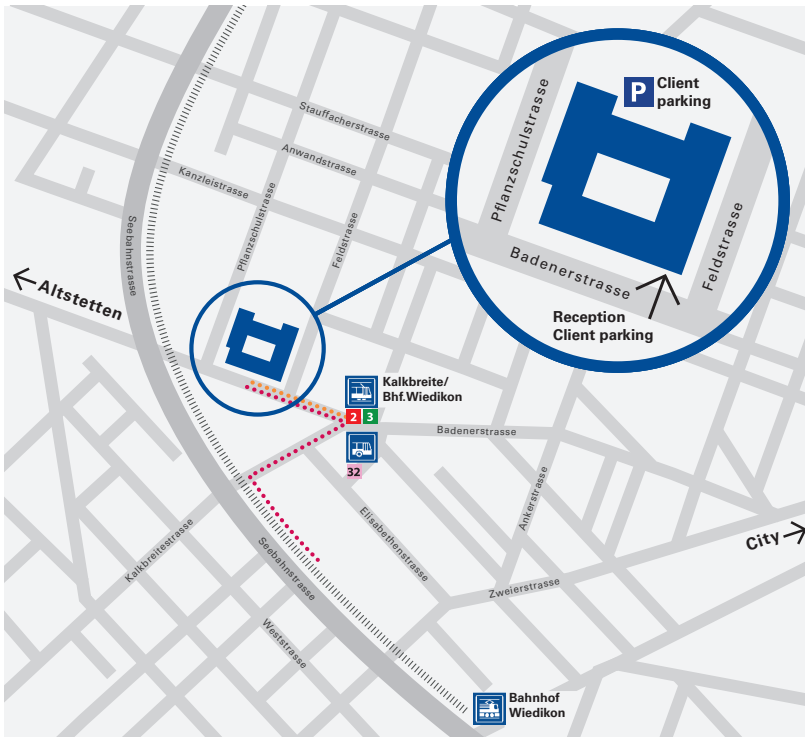 Stauffacherstrasse
Anwandstrasse
Kanzleistrasse
Pflanzschulstrasse
Feldstrasse
Seebahnstrasse
Altstetten
P
Client
parking
Pflanzschulstrasse
Feldstrasse
Badenerstrasse
Reception
Client parking
Kalkbreite/
Bhf.Wiedikon
2 3
32
Badenerstrasse
Ankerstrasse
Elisabethenstrasse
City
Zweierstrasse
Kalkbreitestrasse
Seebahnstrasse
Weststrasse
Bahnhof
Wiedikon